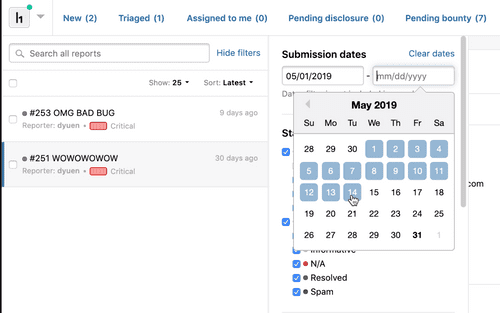 h1
New (2) Triaged (1) Assigned to me (0) Pending disclosure (2) Pending bounty (7)
Search all reports Hide filters
Show: 25 Sort: Latest
#253 OMG BAD BUG 9 days ago
Reporter: dyuen • Critical
#251 WOWOWOWOW 30 days ago
Reporter: dyuen • Critical
Submission dates Clear dates
05/01/2019 - mm/dd/yyyy
May 2019
Su Mo Tu We Th Fr Sa
28 29 30 1 2 3 4
5 6 7 8 9 10 11
12 13 14 15 16 17 18
19 20 21 22 23 24 25
26 27 28 29 30 31 1
Informative
N/A
Resolved
Spam
.com